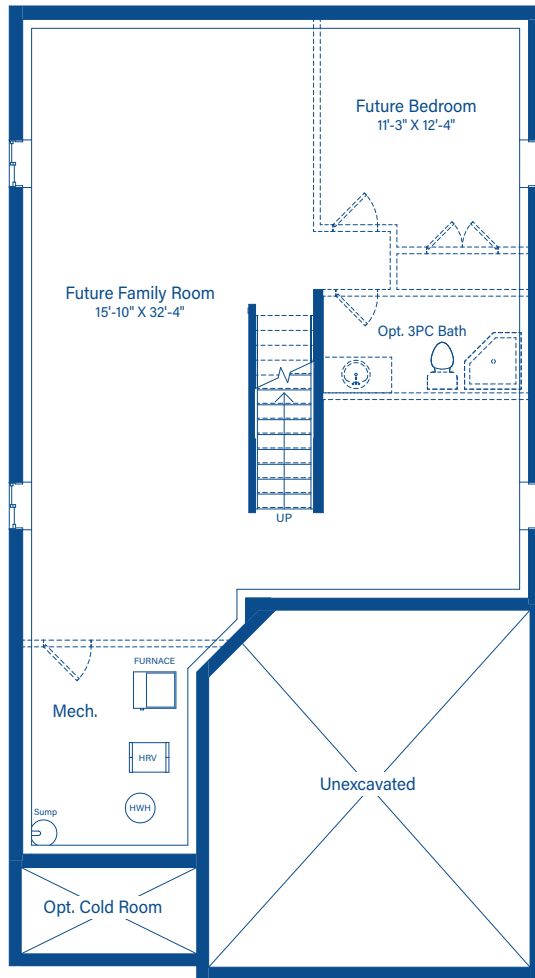 Future Bedroom
11'-3" X 12'-4"
Future Family Room
15'-10" X 32'-4"
Opt. 3PC Bath
UP
FURNACE
Mech.
HRV
HWH
Sump
Unexcavated
Opt. Cold Room